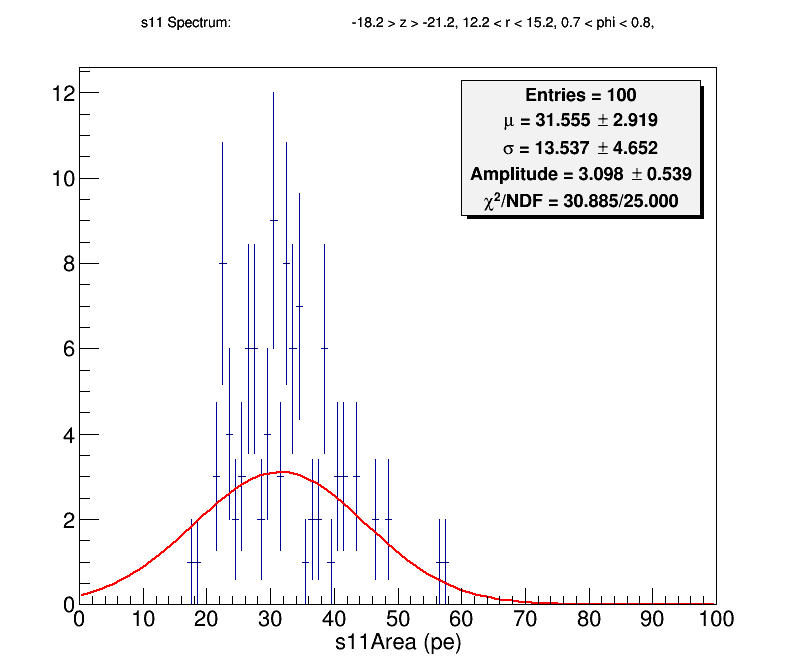 s11 Spectrum: -18.2 > z > -21.2, 12.2 < r < 15.2, 0.7 < phi < 0.8,
Entries = 100
μ = 31.555 ± 2.919
σ = 13.537 ± 4.652
Amplitude = 3.098 ± 0.539
χ²/NDF = 30.885/25.000
12
10
8
6
4
2
0
0 10 20 30 40 50 60 70 80 90 100
s11Area (pe)